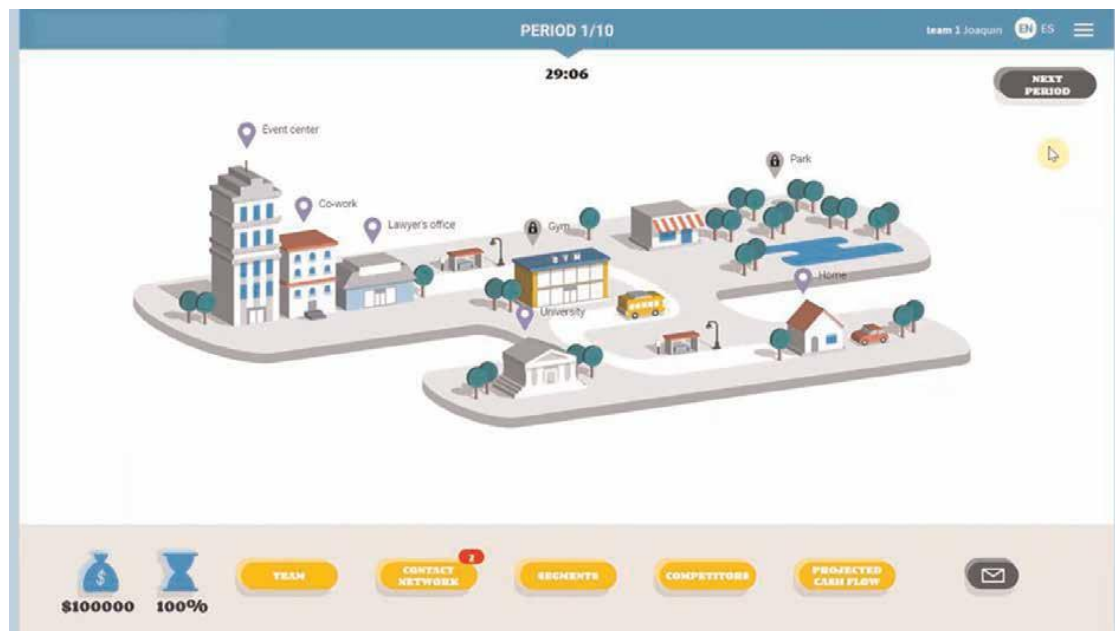 PERIOD 1/10
team 1 Joaquin EN ES
29:06
NEXT
PERIOD
Event center
Park
Co-work
Lawyer's office
Gym
GYM
Home
University
$
$100000
100%
TEAM
CONTACT
NETWORK
2
SEGMENTS
COMPETITORS
PROJECTED
CASH FLOW